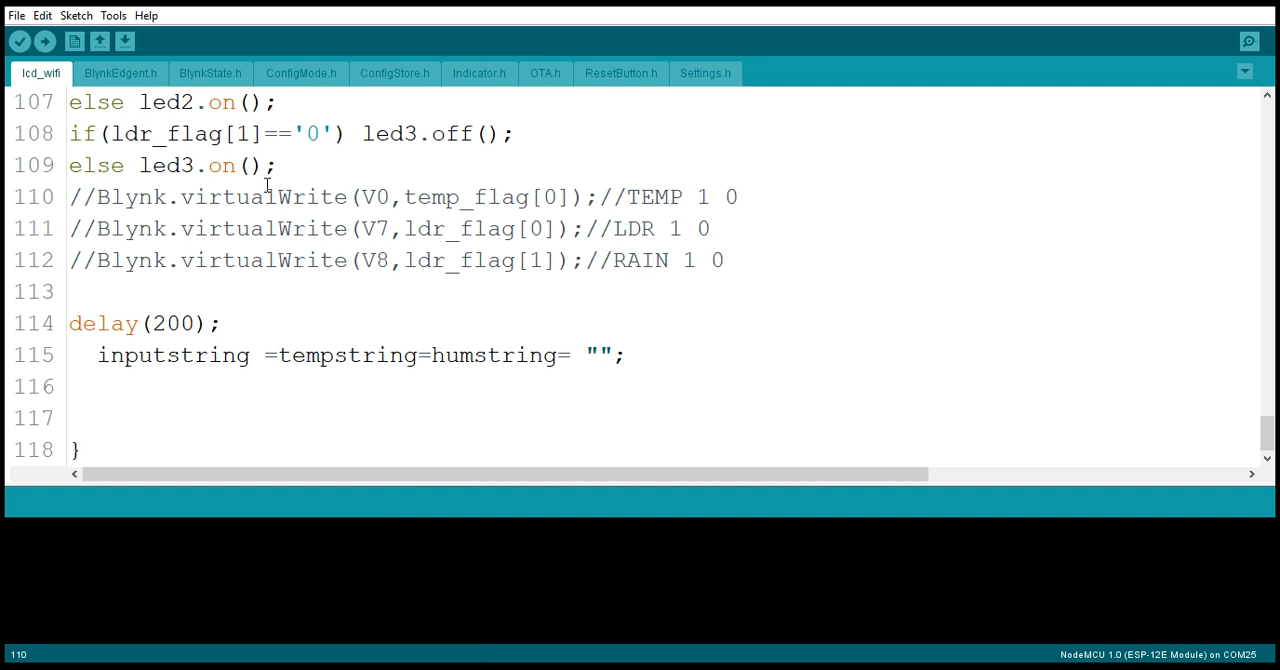 File Edit Sketch Tools Help
lcd_wifi BlynkEdgent.h BlynkState.h ConfigMode.h ConfigStore.h Indicator.h OTA.h ResetButton.h Settings.h
107 else led2.on();
108 if(ldr_flag[1]=='0') led3.off();
109 else led3.on();
110 //Blynk.virtualWrite(V0,temp_flag[0]);//TEMP 1 0
111 //Blynk.virtualWrite(V7,ldr_flag[0]);//LDR 1 0
112 //Blynk.virtualWrite(V8,ldr_flag[1]);//RAIN 1 0
113
114 delay(200);
115   inputstring =tempstring=humstring= "";
116
117
118 }
110 NodeMCU 1.0 (ESP-12E Module) on COM25